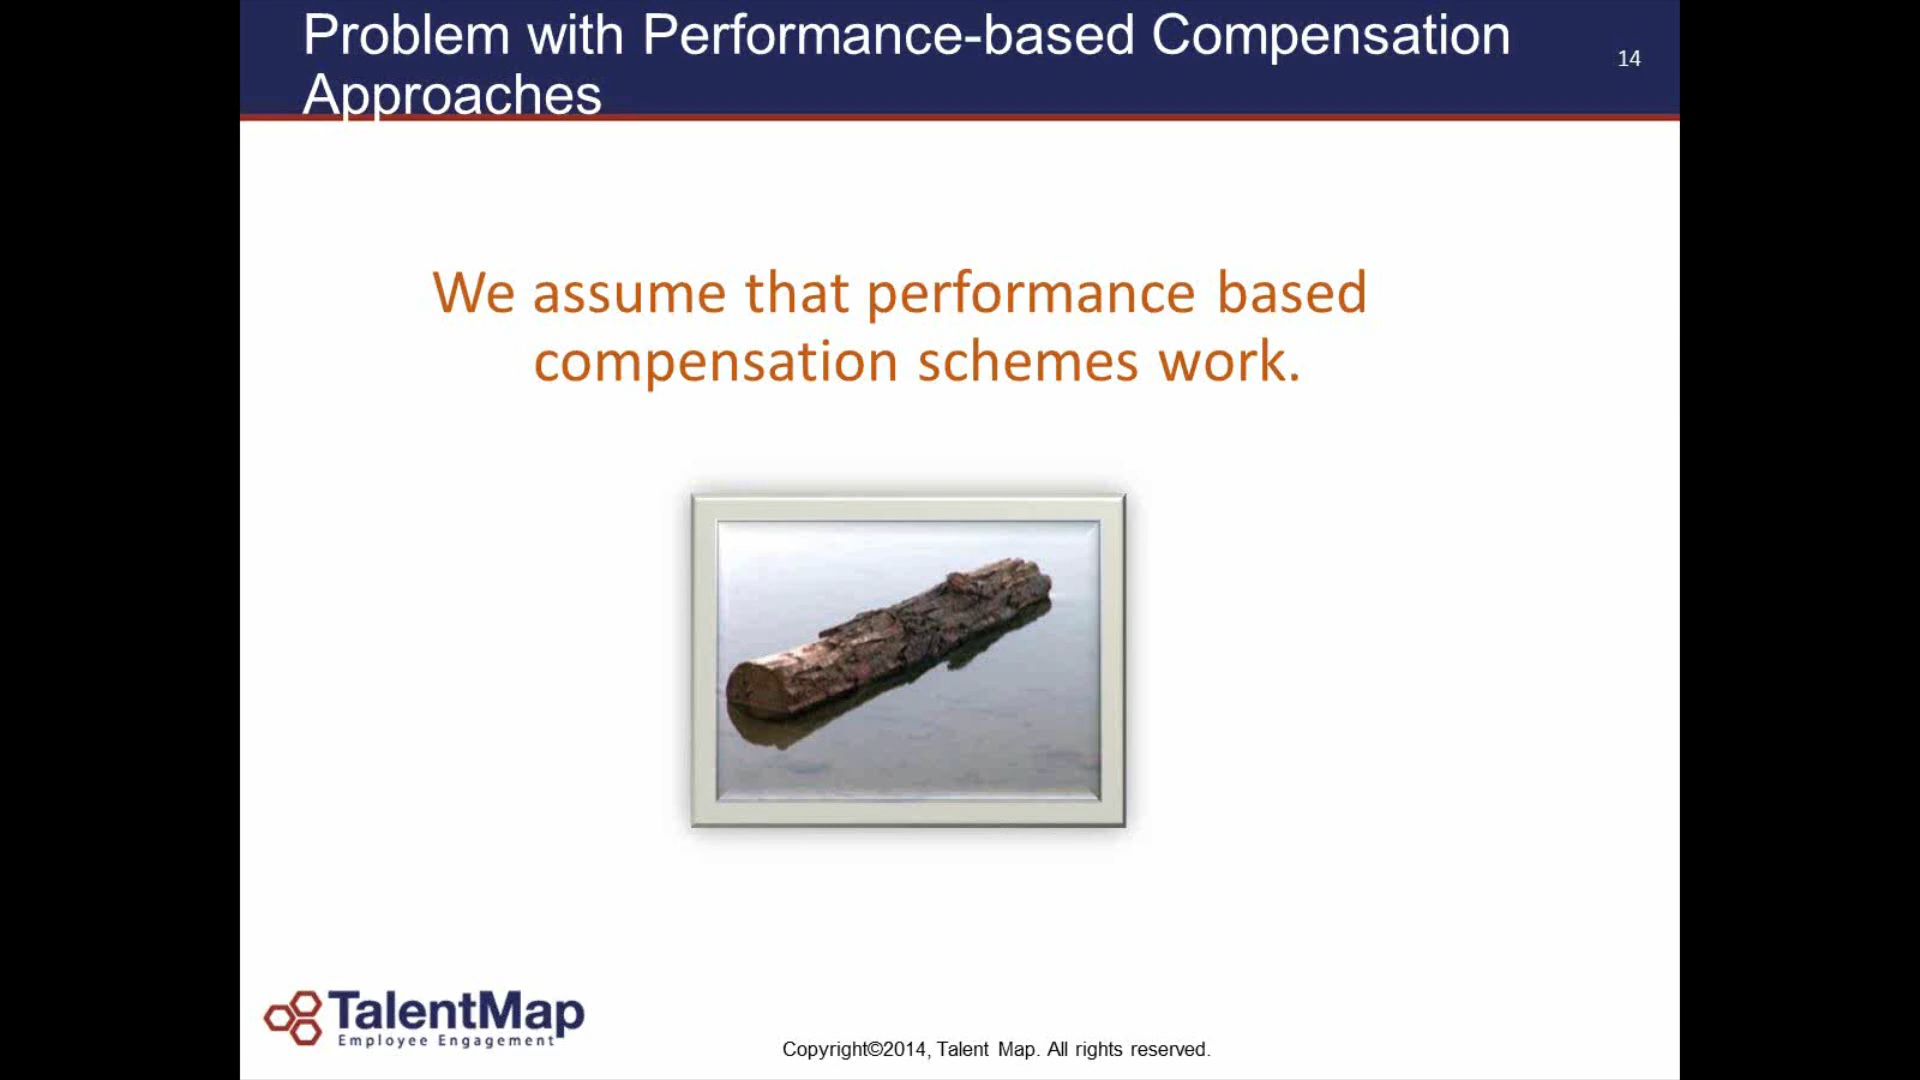 Problem with Performance-based Compensation
Approaches
14
We assume that performance based
compensation schemes work.
TalentMap
Employee Engagement
Copyright©2014, Talent Map. All rights reserved.